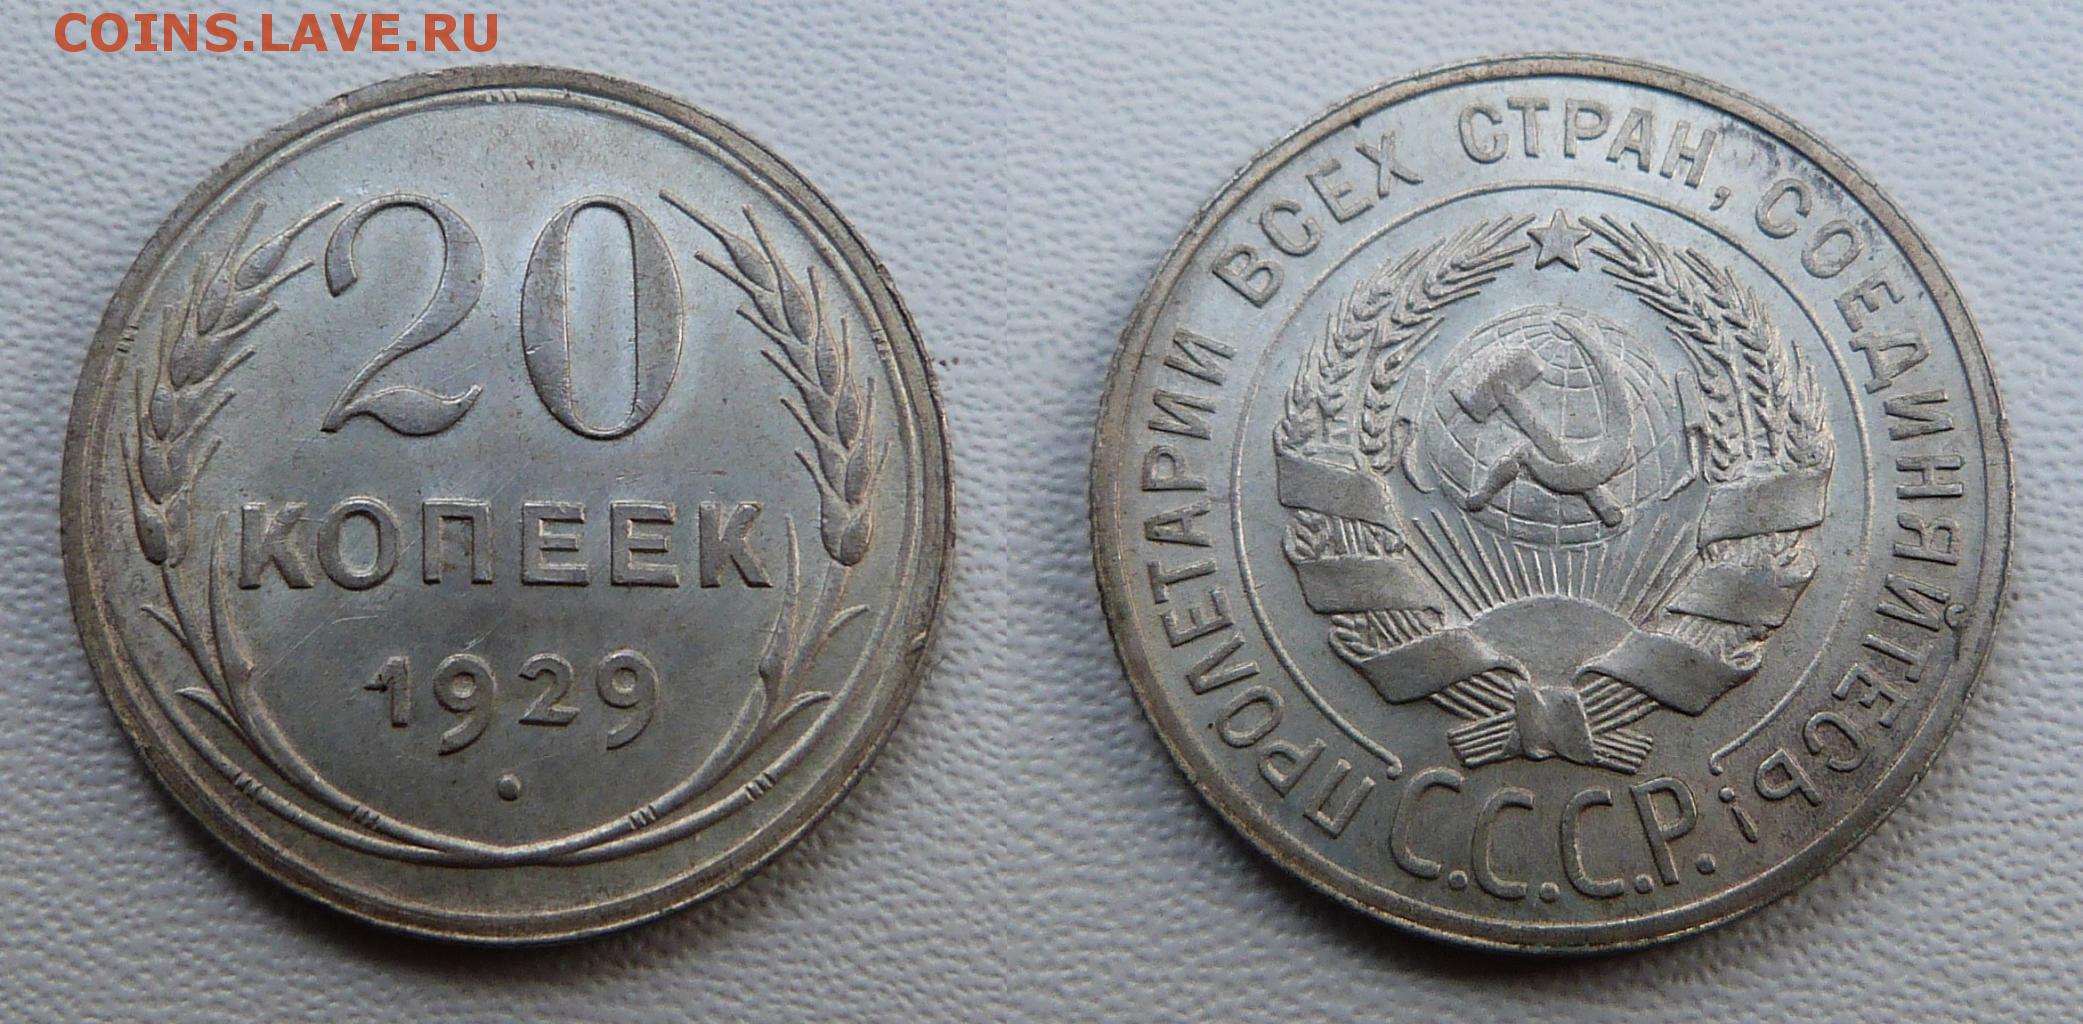 COINS.LAVE.RU
20
КОПЕЕК
1929
ПРОЛЕТАРИИ ВСЕХ СТРАН, СОЕДИНЯЙТЕСЬ!
С.С.С.Р.